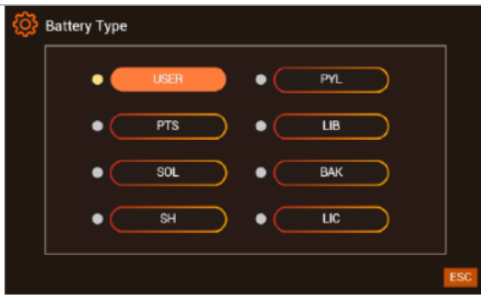 Battery Type
USER PYL
PTS LIB
SOL BAK
SH LIC
ESC